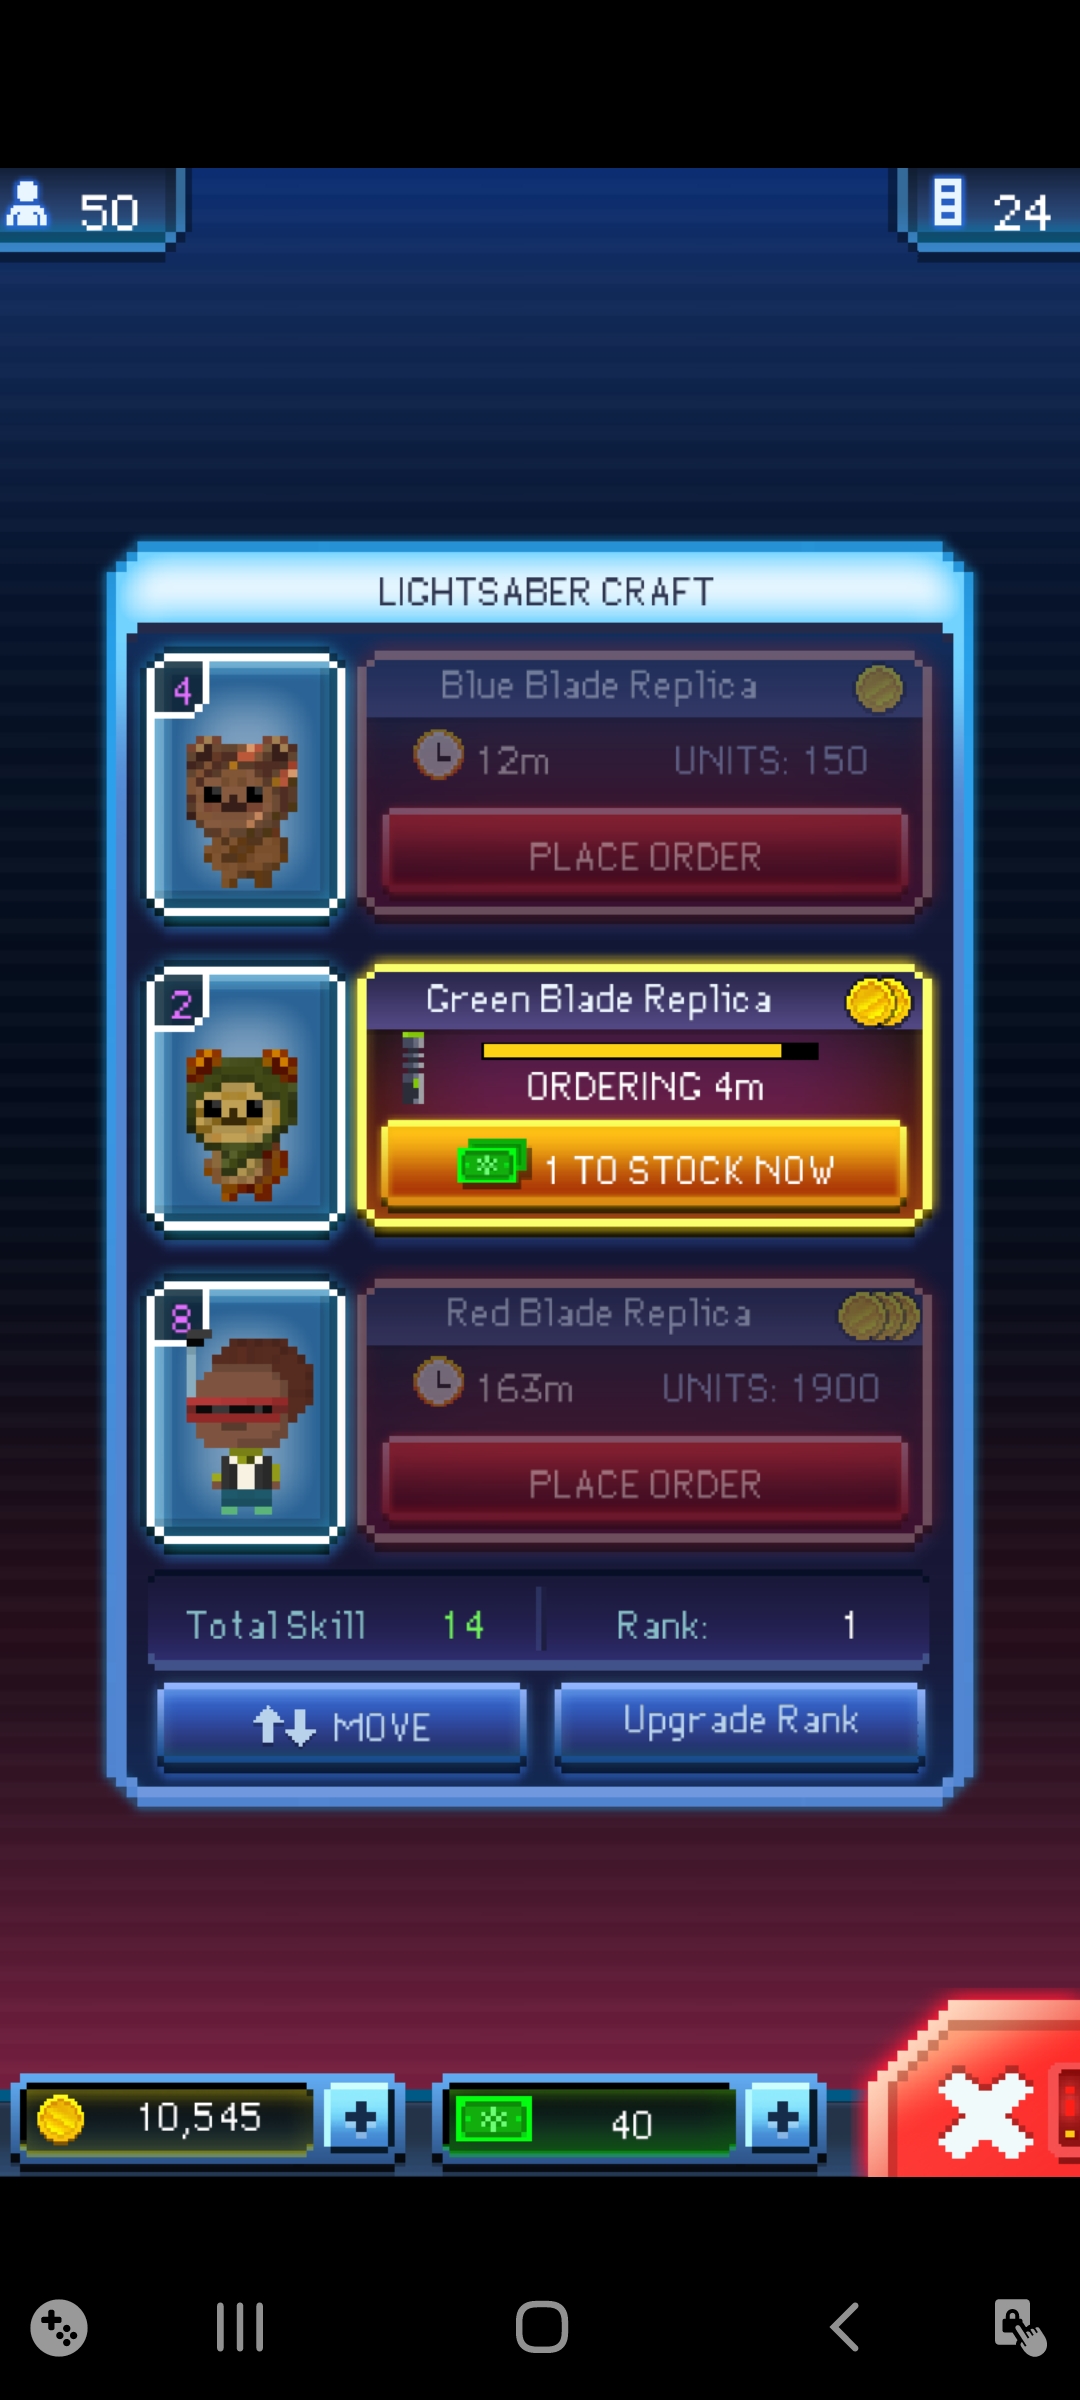 50
24
LIGHTSABER CRAFT
4
Blue Blade Replica
12m UNITS: 150
PLACE ORDER
2
Green Blade Replica
ORDERING 4m
1 TO STOCK NOW
8
Red Blade Replica
163m UNITS: 1900
PLACE ORDER
Total Skill 14 Rank: 1
MOVE Upgrade Rank
10,545 40